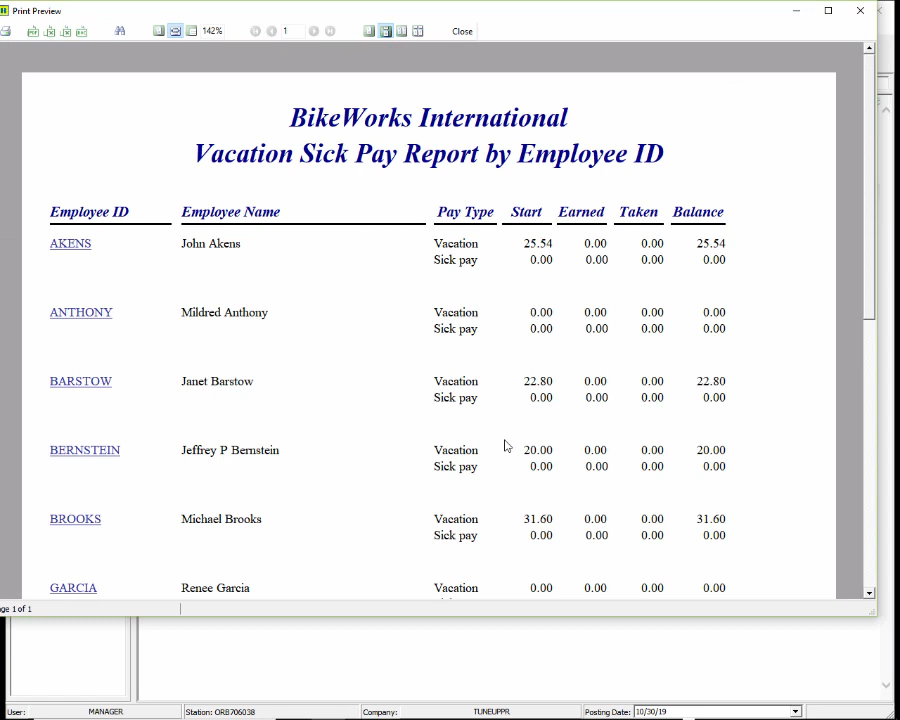 Print Preview
142%
1
Close
BikeWorks International
Vacation Sick Pay Report by Employee ID
Employee ID Employee Name Pay Type Start Earned Taken Balance
AKENS John Akens Vacation 25.54 0.00 0.00 25.54
Sick pay 0.00 0.00 0.00 0.00
ANTHONY Mildred Anthony Vacation 0.00 0.00 0.00 0.00
Sick pay 0.00 0.00 0.00 0.00
BARSTOW Janet Barstow Vacation 22.80 0.00 0.00 22.80
Sick pay 0.00 0.00 0.00 0.00
BERNSTEIN Jeffrey P Bernstein Vacation 20.00 0.00 0.00 20.00
Sick pay 0.00 0.00 0.00 0.00
BROOKS Michael Brooks Vacation 31.60 0.00 0.00 31.60
Sick pay 0.00 0.00 0.00 0.00
GARCIA Renee Garcia Vacation 0.00 0.00 0.00 0.00
age 1 of 1
User: MANAGER Station: ORB706038 Company: TUNEUPPR Posting Date: 10/30/19